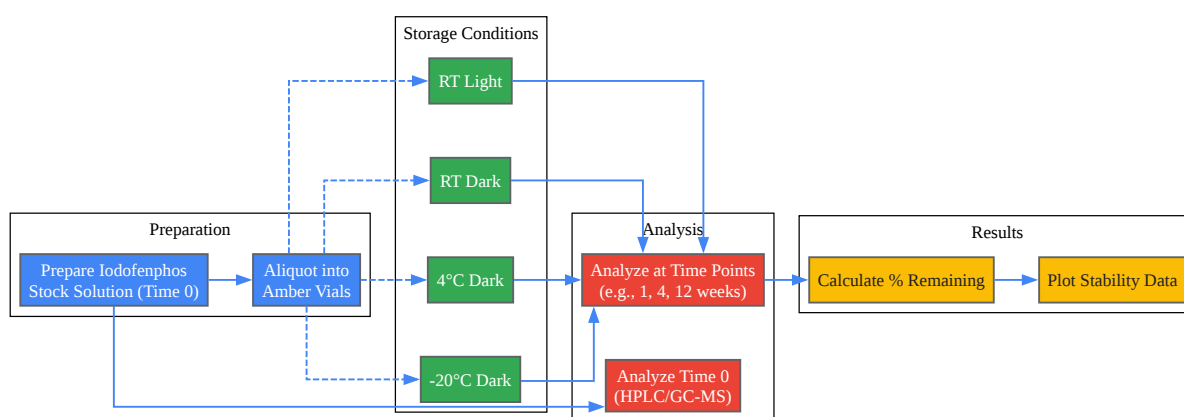 Storage Conditions
RT Light
RT Dark
4°C Dark
-20°C Dark
Preparation
Prepare Iodofenphos
Stock Solution (Time 0)
Aliquot into
Amber Vials
Analysis
Analyze at Time Points
(e.g., 1, 4, 12 weeks)
Analyze Time 0
(HPLC/GC-MS)
Results
Calculate % Remaining
Plot Stability Data